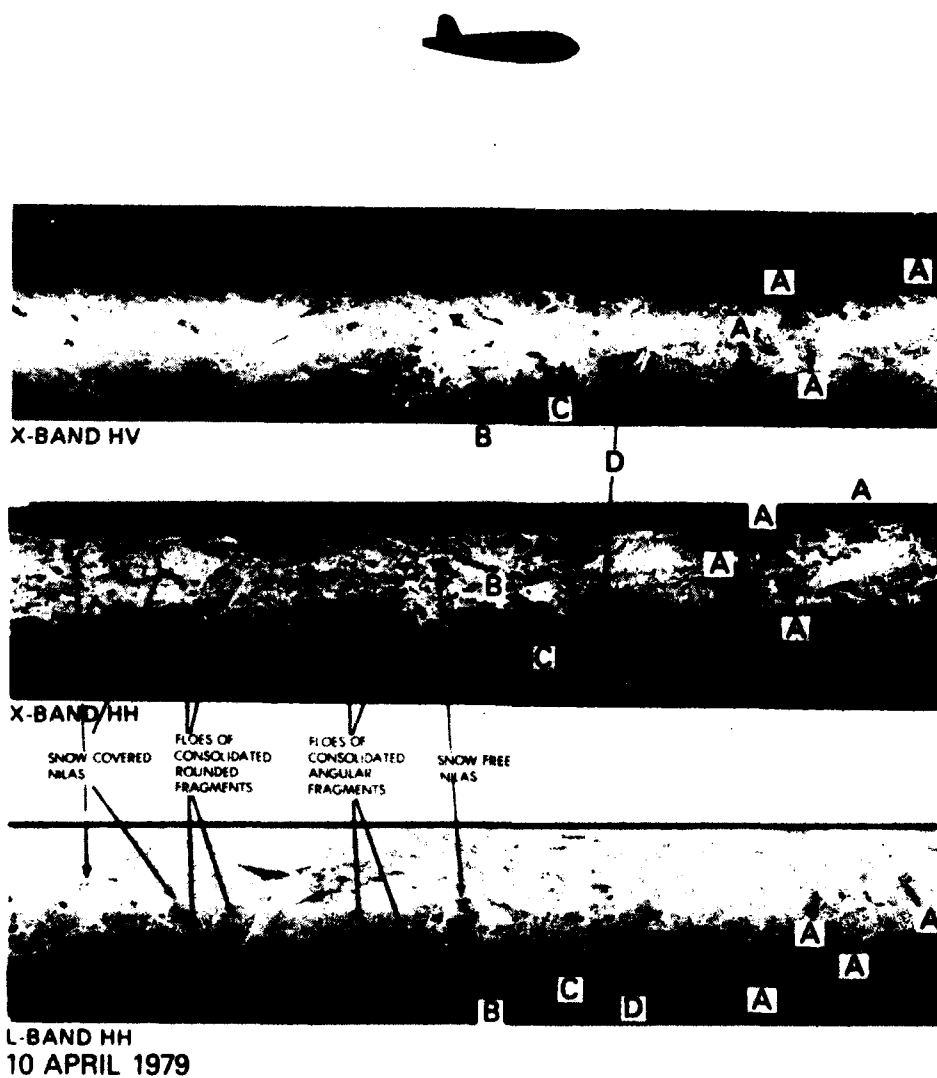 A
A
A
A
C
X-BAND HV
B
D
A
A
A
B
A
C
X-BAND HH
SNOW COVERED
NILAS
FLOES OF
CONSOLIDATED
ROUNDED
FRAGMENTS
FLOES OF
CONSOLIDATED
ANGULAR
FRAGMENTS
SNOW FREE
NILAS
A
A
A
C
A
B
D
L-BAND HH
10 APRIL 1979